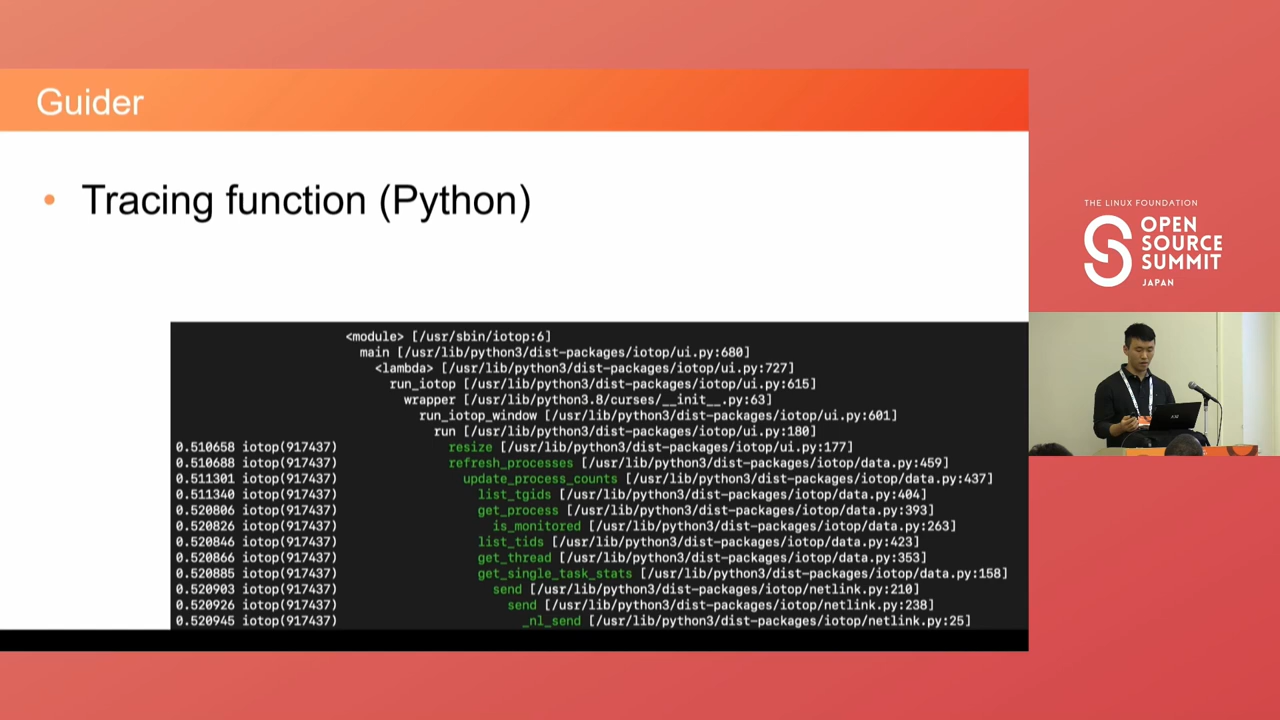 Guider
• Tracing function (Python)
<module> [/usr/sbin/iotop:6]
main [/usr/lib/python3/dist-packages/iotop/ui.py:680]
<lambda> [/usr/lib/python3/dist-packages/iotop/ui.py:727]
run_iotop [/usr/lib/python3/dist-packages/iotop/ui.py:615]
wrapper [/usr/lib/python3.8/curses/__init__.py:63]
run_iotop_window [/usr/lib/python3/dist-packages/iotop/ui.py:601]
run [/usr/lib/python3/dist-packages/iotop/ui.py:180]
0.510658 iotop(917437) resize [/usr/lib/python3/dist-packages/iotop/ui.py:177]
0.510688 iotop(917437) refresh_processes [/usr/lib/python3/dist-packages/iotop/data.py:459]
0.511301 iotop(917437) update_process_counts [/usr/lib/python3/dist-packages/iotop/data.py:437]
0.511340 iotop(917437) list_tgids [/usr/lib/python3/dist-packages/iotop/data.py:404]
0.520806 iotop(917437) get_process [/usr/lib/python3/dist-packages/iotop/data.py:393]
0.520826 iotop(917437) is_monitored [/usr/lib/python3/dist-packages/iotop/data.py:263]
0.520846 iotop(917437) list_tids [/usr/lib/python3/dist-packages/iotop/data.py:423]
0.520866 iotop(917437) get_thread [/usr/lib/python3/dist-packages/iotop/data.py:353]
0.520885 iotop(917437) get_single_task_stats [/usr/lib/python3/dist-packages/iotop/data.py:158]
0.520903 iotop(917437) send [/usr/lib/python3/dist-packages/iotop/netlink.py:210]
0.520926 iotop(917437) send [/usr/lib/python3/dist-packages/iotop/netlink.py:238]
0.520945 iotop(917437) _nl_send [/usr/lib/python3/dist-packages/iotop/netlink.py:25]
THE LINUX FOUNDATION
OPEN
SOURCE
SUMMIT
JAPAN